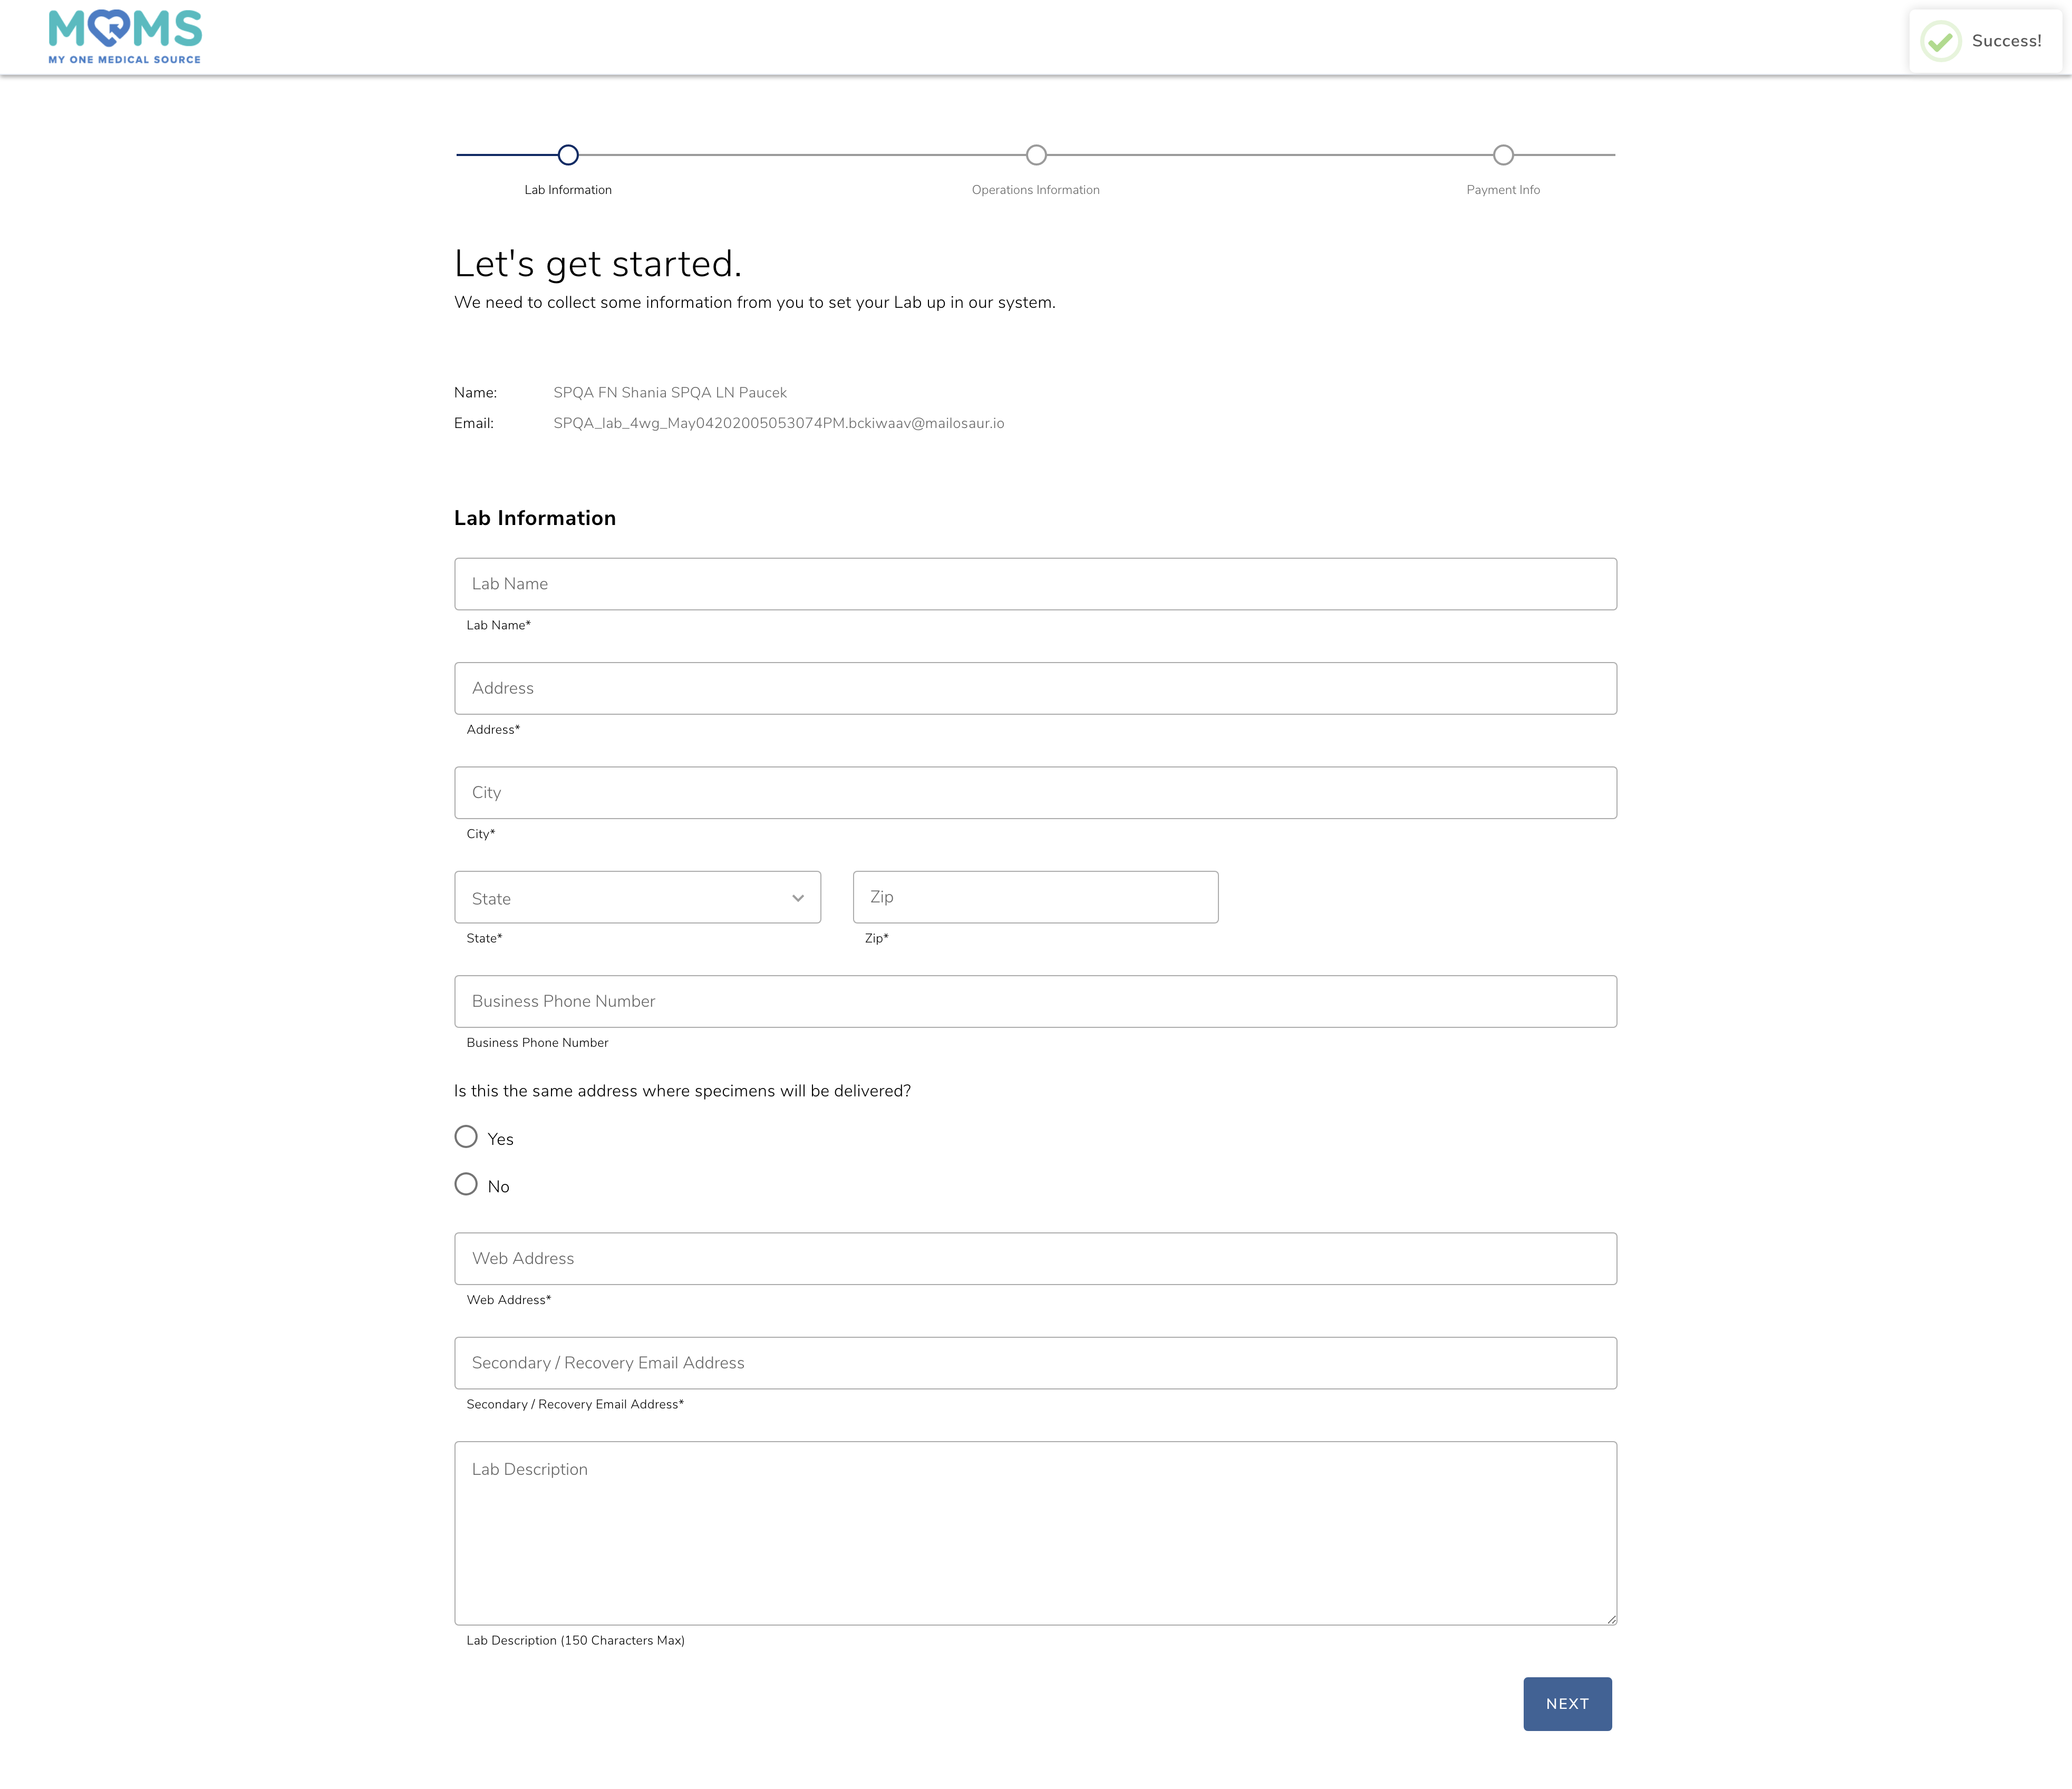 MOMS
MY ONE MEDICAL SOURCE
Success!
Lab Information
Operations Information
Payment Info
Let's get started.
We need to collect some information from you to set your Lab up in our system.
Name: SPQA FN Shania SPQA LN Paucek
Email: SPQA_lab_4wg_May04202005053074PM.bckiwaav@mailosaur.io
Lab Information
Lab Name
Lab Name*
Address
Address*
City
City*
State Zip
State* Zip*
Business Phone Number
Business Phone Number
Is this the same address where specimens will be delivered?
Yes
No
Web Address
Web Address*
Secondary / Recovery Email Address
Secondary / Recovery Email Address*
Lab Description
Lab Description (150 Characters Max)
NEXT